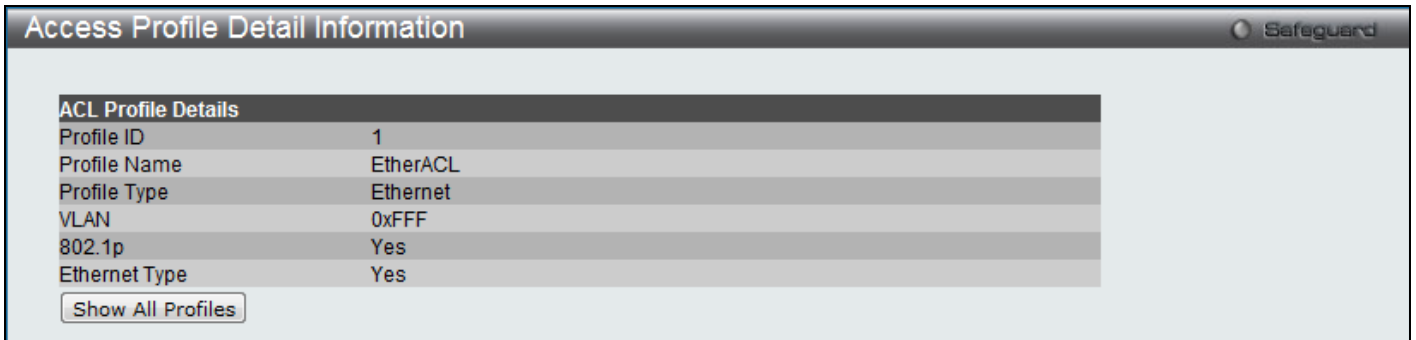 Access Profile Detail Information
Safeguard
ACL Profile Details
Profile ID 1
Profile Name EtherACL
Profile Type Ethernet
VLAN 0xFFF
802.1p Yes
Ethernet Type Yes
Show All Profiles